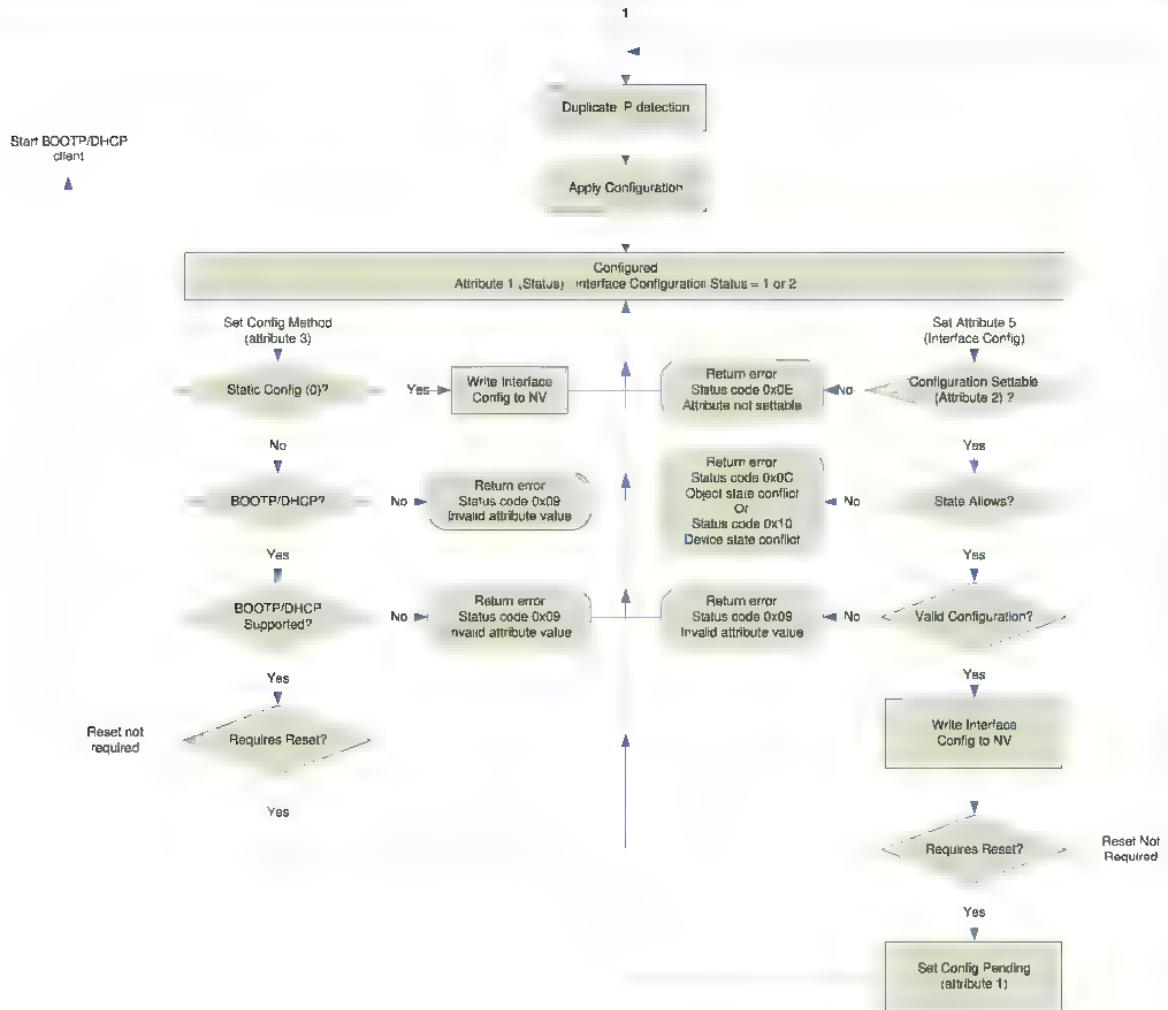 1
Duplicate P detection
Start BOOTP/DHCP
client
Apply Configuration
Configured
Attribute 1 (Status) Interface Configuration Status = 1 or 2
Set Config Method
(attribute 3)
Set Attribute 5
(Interface Config)
Static Config (0)?
Yes
Write Interface
Config to NV
Return error
Status code 0x0E
Attribute not settable
No
Configuration Settable
(Attribute 2) ?
No
Yes
BOOTP/DHCP?
No
Return error
Status code 0x09
Invalid attribute value
Return error
Status code 0x0C
Object state conflict
Or
Status code 0x10
Device state conflict
No
State Allows?
Yes
Yes
BOOTP/DHCP
Supported?
No
Return error
Status code 0x09
Invalid attribute value
Return error
Status code 0x09
Invalid attribute value
No
Valid Configuration?
Yes
Yes
Reset not
required
Requires Reset?
Write Interface
Config to NV
Yes
Requires Reset?
Reset Not
Required
Yes
Set Config Pending
(attribute 1)